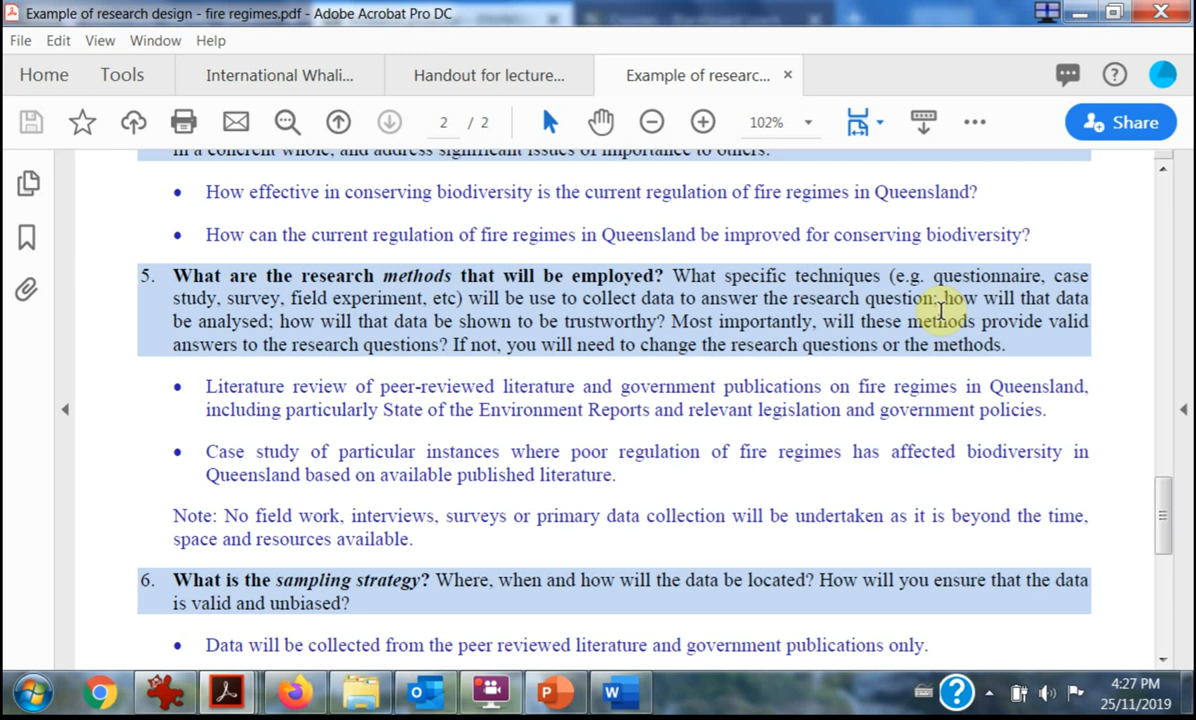 Example of research design - fire regimes.pdf - Adobe Acrobat Pro DC
File Edit View Window Help
Home Tools International Whali... Handout for lecture... Example of researc... ×
2 / 2 102% Share
in a coherent whole, and address significant issues of importance to others.
• How effective in conserving biodiversity is the current regulation of fire regimes in Queensland?
• How can the current regulation of fire regimes in Queensland be improved for conserving biodiversity?
5. What are the research methods that will be employed? What specific techniques (e.g. questionnaire, case
study, survey, field experiment, etc) will be use to collect data to answer the research question; how will that data
be analysed; how will that data be shown to be trustworthy? Most importantly, will these methods provide valid
answers to the research questions? If not, you will need to change the research questions or the methods.
• Literature review of peer-reviewed literature and government publications on fire regimes in Queensland,
including particularly State of the Environment Reports and relevant legislation and government policies.
• Case study of particular instances where poor regulation of fire regimes has affected biodiversity in
Queensland based on available published literature.
Note: No field work, interviews, surveys or primary data collection will be undertaken as it is beyond the time,
space and resources available.
6. What is the sampling strategy? Where, when and how will the data be located? How will you ensure that the data
is valid and unbiased?
• Data will be collected from the peer reviewed literature and government publications only.
4:27 PM
25/11/2019